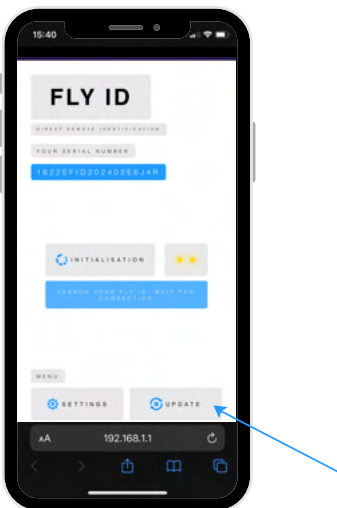 15:40
FLY ID
DIRECT REMOTE IDENTIFICATION
YOUR SERIAL NUMBER
1622EFID202402E6J4R
INITIALISATION
SEARCH YOUR FLY ID, WAIT FOR
CONNECTION
MENU
SETTINGS
UPDATE
AA
192.168.1.1